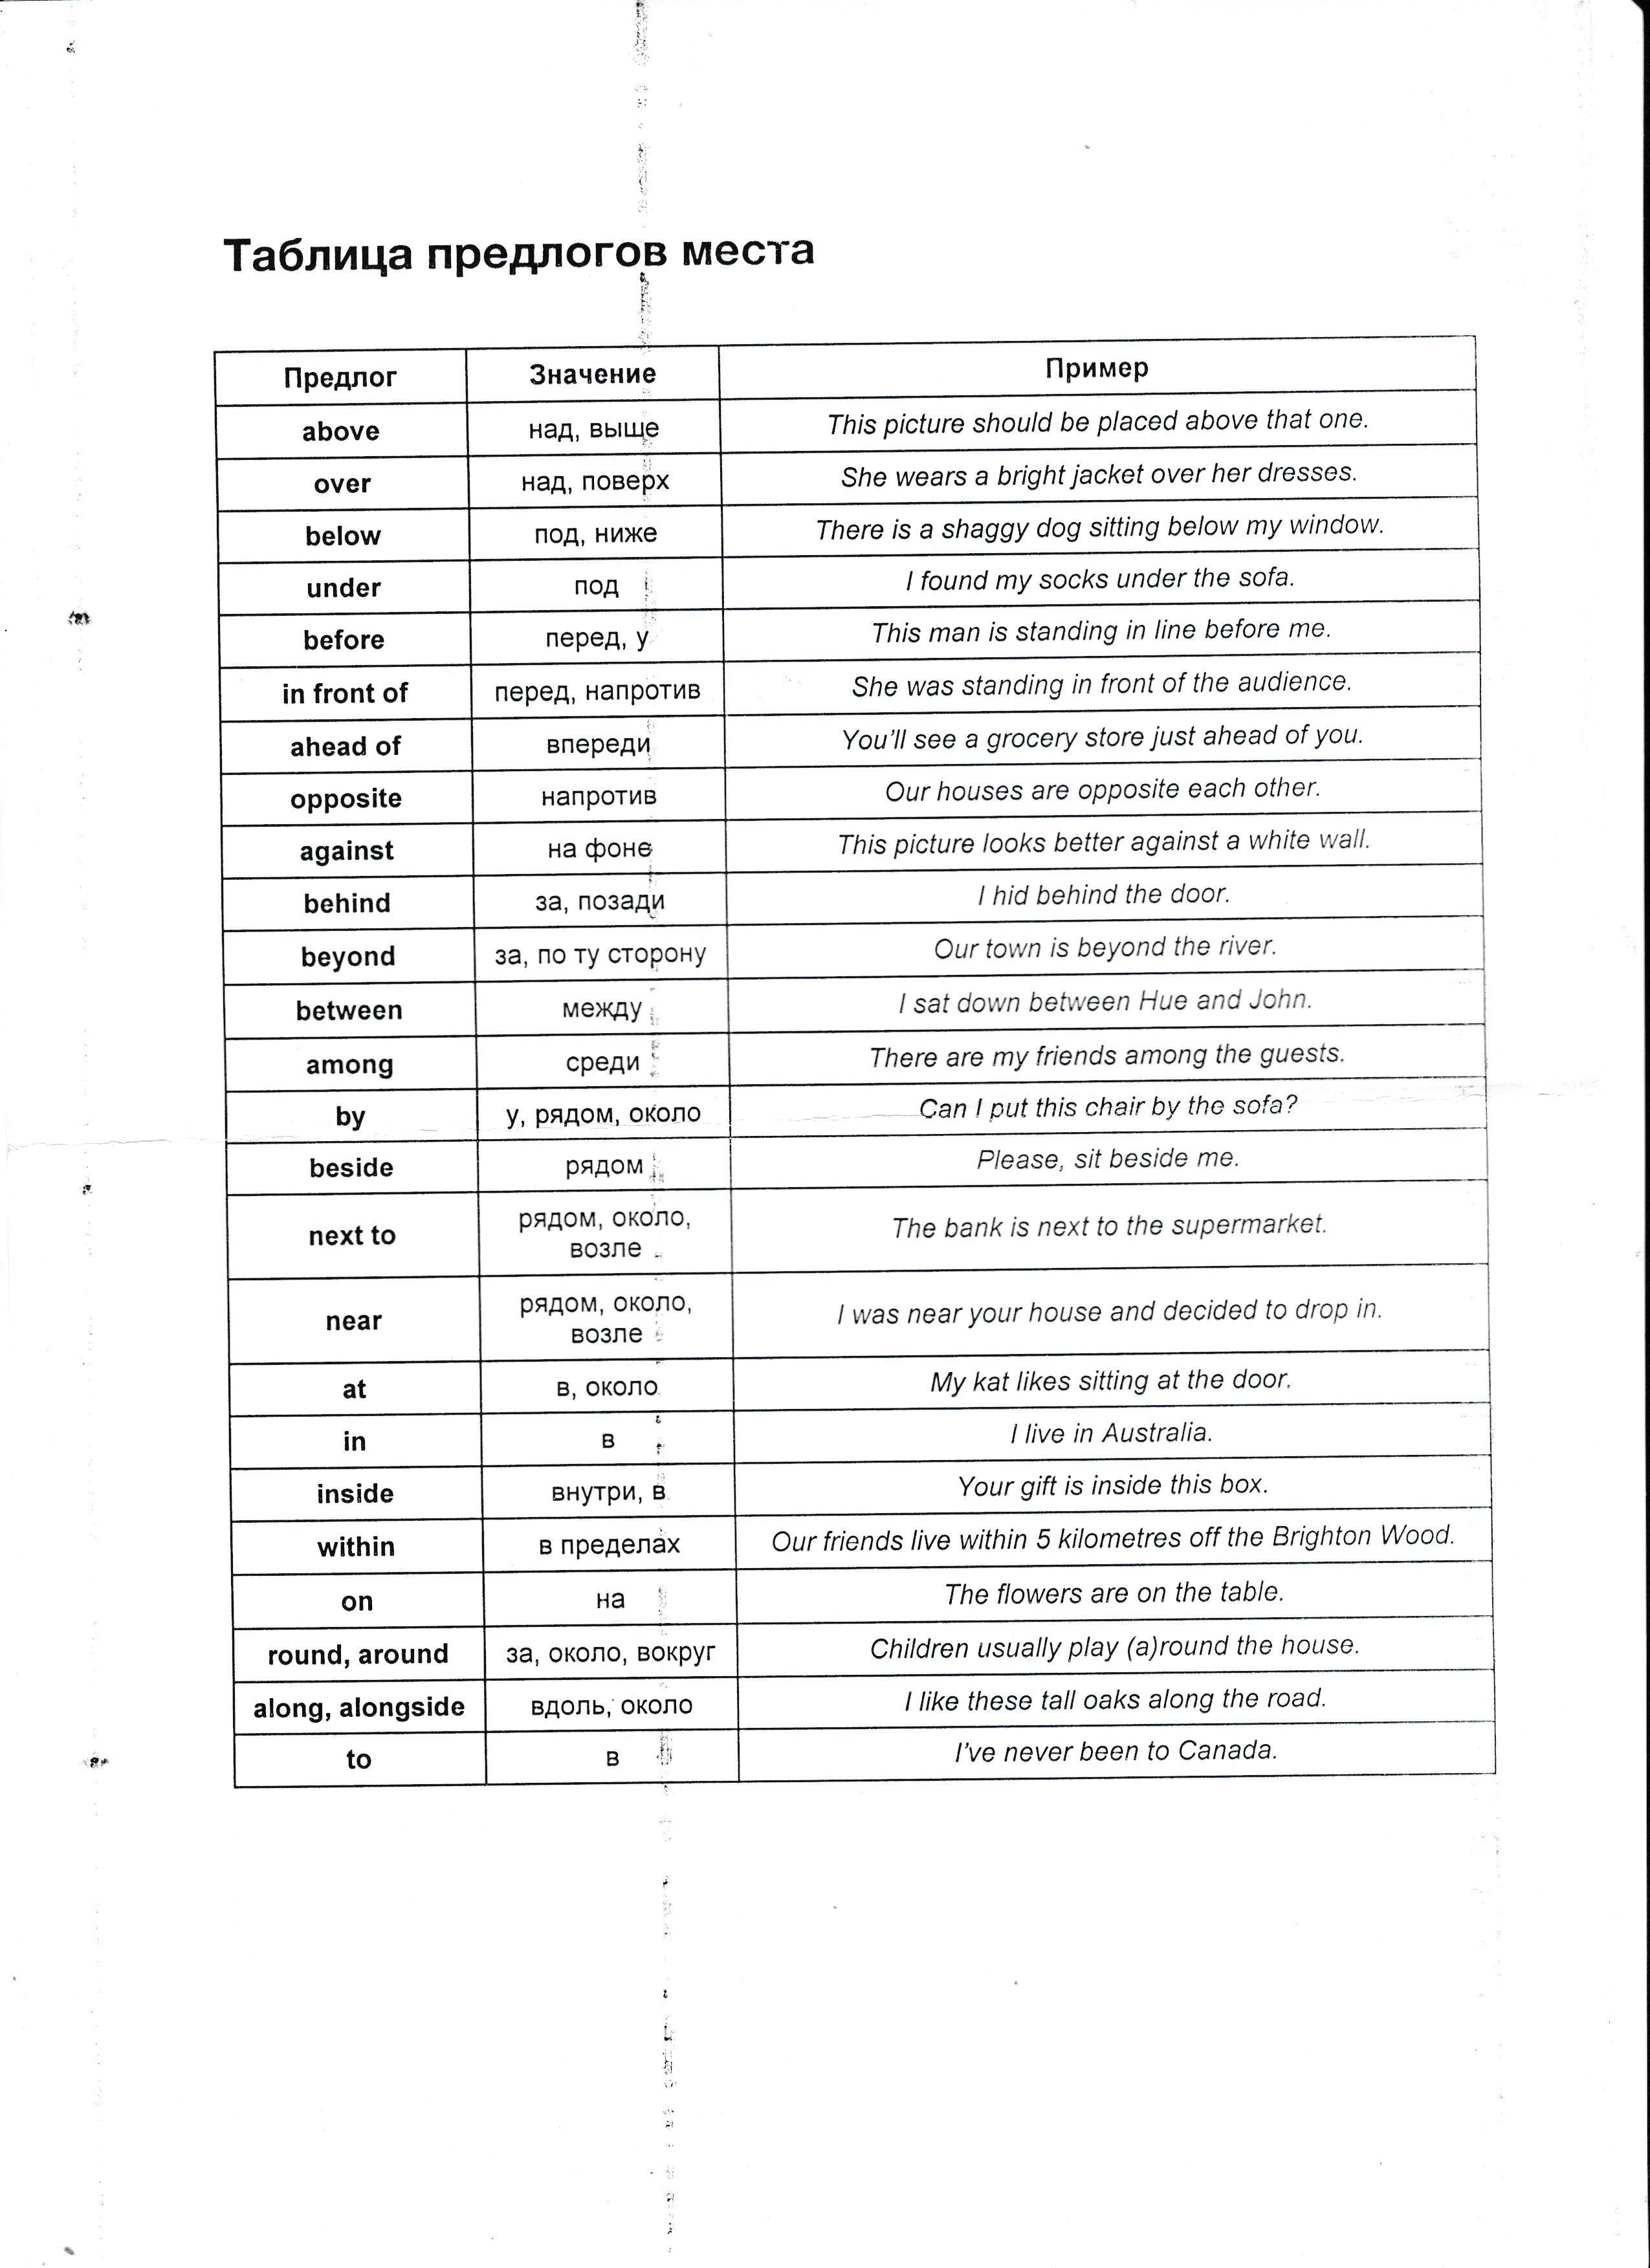 Таблица предлогов места
Предлог Значение Пример
above над, выще This picture should be placed above that one.
over над, поверх She wears a bright jacket over her dresses.
below под, ниже There is a shaggy dog sitting below my window.
under под I found my socks under the sofa.
before перед, у This man is standing in line before me.
in front of перед, напротив She was standing in front of the audience.
ahead of впереди You'll see a grocery store just ahead of you.
opposite напротив Our houses are opposite each other.
against на фоне This picture looks better against a white wall.
behind за, позади I hid behind the door.
beyond за, по ту сторону Our town is beyond the river.
between между I sat down between Hue and John.
among среди There are my friends among the guests.
by у, рядом, около Can I put this chair by the sofa?
beside рядом Please, sit beside me.
next to рядом, около, возле The bank is next to the supermarket.
near рядом, около, возле I was near your house and decided to drop in.
at в, около My kat likes sitting at the door.
in в I live in Australia.
inside внутри, в Your gift is inside this box.
within в пределах Our friends live within 5 kilometres off the Brighton Wood.
on на The flowers are on the table.
round, around за, около, вокруг Children usually play (a)round the house.
along, alongside вдоль, около I like these tall oaks along the road.
to в I've never been to Canada.